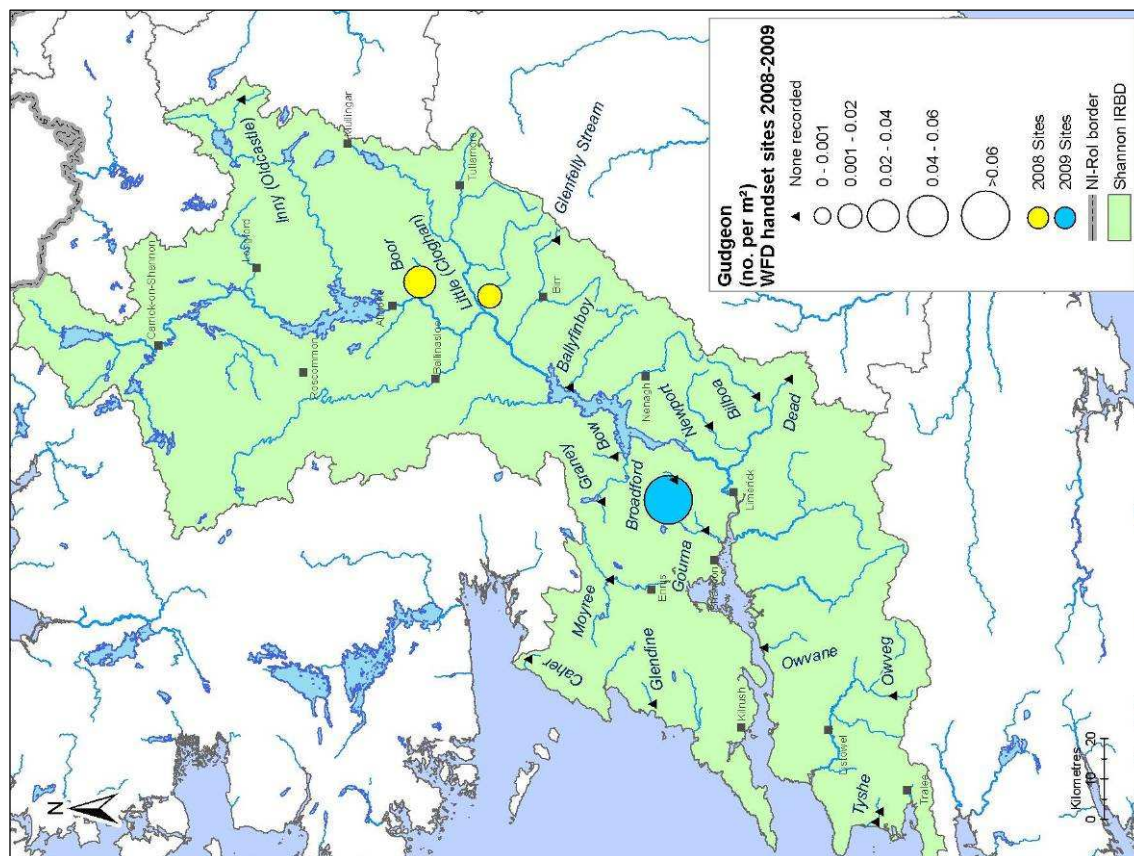 Gudgeon
(no. per m²)
WFD handset sites 2008-2009
None recorded
0 - 0.001
0.001 - 0.02
0.02 - 0.04
0.04 - 0.06
>0.06
2008 Sites
2009 Sites
NI-RoI border
Shannon IRBD
N
Carrick-on-Shannon
Longford
Inny (Oldcastle)
Mullingar
Roscommon
Athlone
Boor
Tullamore
Ballinasloe
Little (Cloghan)
Glenfelly Stream
Birr
Ballyfinboy
Graney
Bow
Nenagh
Newport
Bilboa
Dead
Broadford
Limerick
Gourna
Shannon
Moyree
Ennis
Caher
Glendine
Kilrush
Owvane
Owveg
Listowel
Tyshe
Tralee
0 10 20
Kilometres